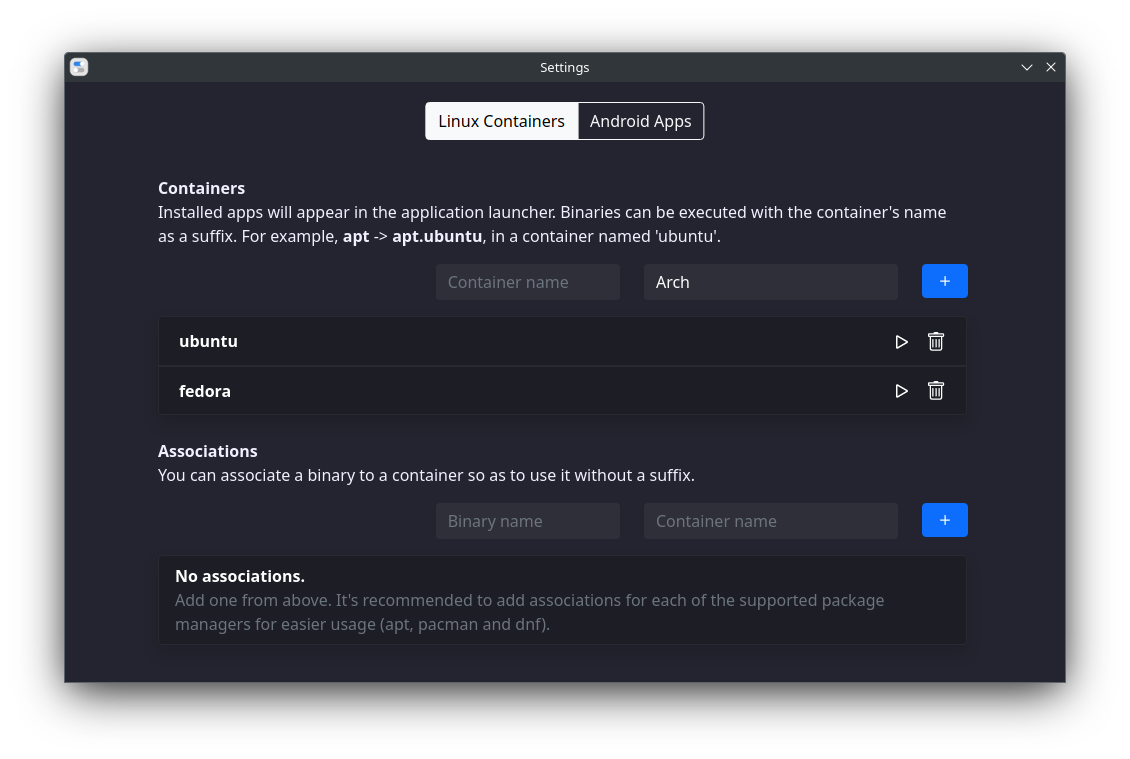 Settings
Linux Containers
Android Apps
Containers
Installed apps will appear in the application launcher. Binaries can be executed with the container's name
as a suffix. For example, apt -> apt.ubuntu, in a container named 'ubuntu'.
Container name
Arch
+
ubuntu
fedora
Associations
You can associate a binary to a container so as to use it without a suffix.
Binary name
Container name
+
No associations.
Add one from above. It's recommended to add associations for each of the supported package
managers for easier usage (apt, pacman and dnf).